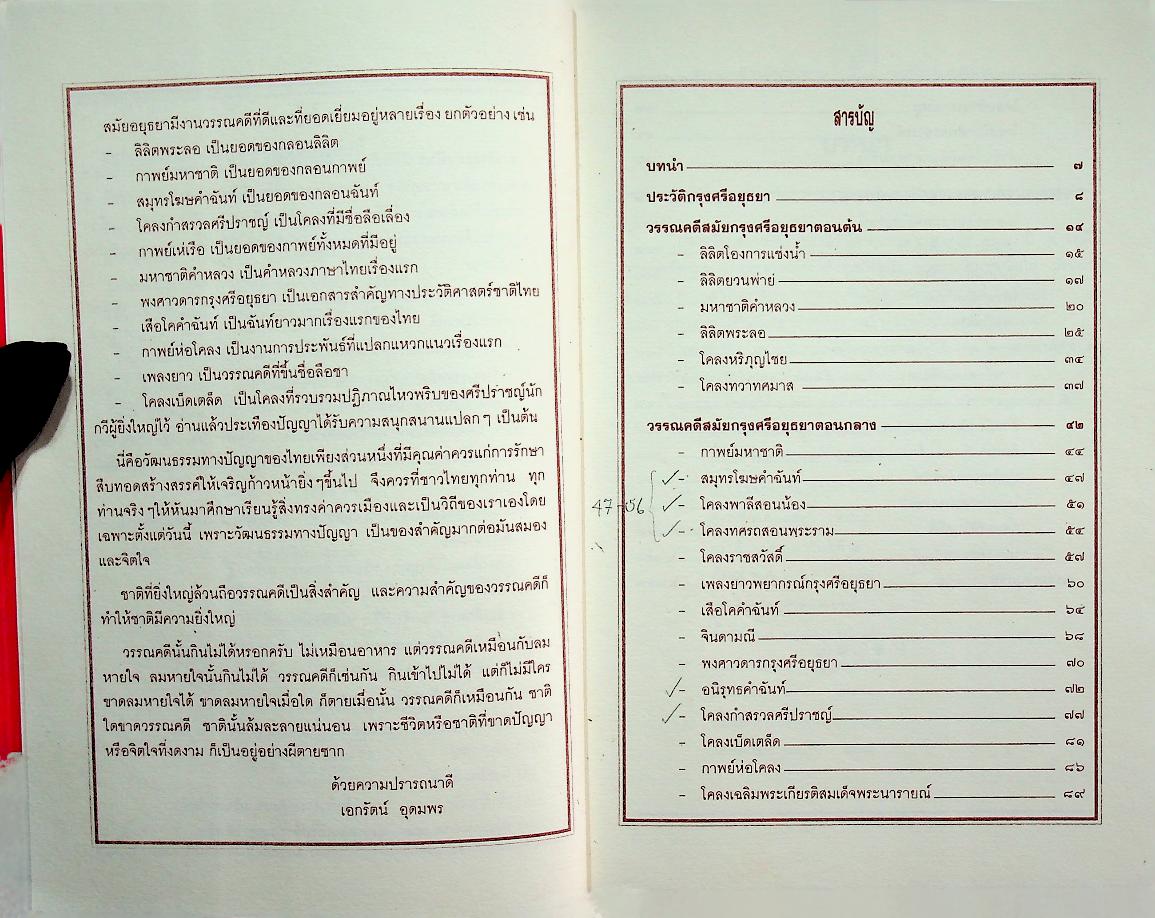 สมัยอยุธยามีงานวรรณคดีที่ดีและที่ยอดเยี่ยมอยู่หลายเรื่อง ยกตัวอย่าง เช่น
- ลิลิตพระลอ เป็นยอดของกลอนลิลิต
- กาพย์มหาชาติ เป็นยอดของกลอนกาพย์
- สมุทรโฆษคำฉันท์ เป็นยอดของกลอนฉันท์
- โคลงกำสรวลศรีปราชญ์ เป็นโคลงที่มีชื่อลือเลื่อง
- กาพย์เห่เรือ เป็นยอดของกาพย์ทั้งหมดที่มีอยู่
- มหาชาติคำหลวง เป็นคำหลวงภาษาไทยเรื่องแรก
- พงศาวดารกรุงศรีอยุธยา เป็นเอกสารสำคัญทางประวัติศาสตร์ชาติไทย
- เสือโคคำฉันท์ เป็นฉันท์ยาวมากเรื่องแรกของไทย
- กาพย์ห่อโคลง เป็นงานการประพันธ์ที่แปลกแหวกแนวเรื่องแรก
- เพลงยาว เป็นวรรณคดีที่ขึ้นชื่อลือชา
- โคลงเบ็ดเตล็ด เป็นโคลงที่รวบรวมปฏิภาณไหวพริบของศรีปราชญ์นัก
กวีผู้ยิ่งใหญ่ไว้ อ่านแล้วประเทืองปัญญาได้รับความสนุกสนานแปลก ๆ เป็นต้น
นี่คือวัฒนธรรมทางปัญญาของไทยเพียงส่วนหนึ่งที่มีคุณค่าควรแก่การรักษา
สืบทอดสร้างสรรค์ให้เจริญก้าวหน้ายิ่ง ๆ ขึ้นไป จึงควรที่ชาวไทยทุกท่าน ทุก
ท่านจริง ๆ ให้หันมาศึกษาเรียนรู้สิ่งทรงค่าควรเมืองและเป็นวิถีของเราเองโดย
เฉพาะตั้งแต่วันนี้ เพราะวัฒนธรรมทางปัญญา เป็นของสำคัญมากต่อมันสมอง
และจิตใจ
ชาติที่ยิ่งใหญ่ล้วนถือวรรณคดีเป็นสิ่งสำคัญ และความสำคัญของวรรณคดีก็
ทำให้ชาติมีความยิ่งใหญ่
วรรณคดีนั้นกินไม่ได้หรอกครับ ไม่เหมือนอาหาร แต่วรรณคดีเหมือนกับลม
หายใจ ลมหายใจนั้นกินไม่ได้ วรรณคดีก็เช่นกัน กินเข้าไปไม่ได้ แต่ก็ไม่มีใคร
ขาดลมหายใจได้ ขาดลมหายใจเมื่อใด ก็ตายเมื่อนั้น วรรณคดีก็เหมือนกัน ชาติ
ใดขาดวรรณคดี ชาตินั้นล้มละลายแน่นอน เพราะชีวิตหรือชาติที่ขาดปัญญา
หรือจิตใจที่งดงาม ก็เป็นอยู่อย่างผีตายซาก
ด้วยความปรารถนาดี
เอกรัตน์ อุดมพร
สารบัญ
บทนำ ๗
ประวัติกรุงศรีอยุธยา ๘
วรรณคดีสมัยกรุงศรีอยุธยาตอนต้น ๑๔
- ลิลิตโองการแช่งน้ำ ๑๕
- ลิลิตยวนพ่าย ๑๗
- มหาชาติคำหลวง ๒๐
- ลิลิตพระลอ ๒๕
- โคลงหริภุญไชย ๓๔
- โคลงทวาทศมาส ๓๗
วรรณคดีสมัยกรุงศรีอยุธยาตอนกลาง ๔๒
- กาพย์มหาชาติ ๔๔
- สมุทรโฆษคำฉันท์ ๔๗
47-56 - โคลงพาลีสอนน้อง ๕๑
- โคลงทศรถสอนพระราม ๕๔
- โคลงราชสวัสดิ์ ๕๗
- เพลงยาวพยากรณ์กรุงศรีอยุธยา ๖๐
- เสือโคคำฉันท์ ๖๔
- จินดามณี ๖๘
- พงศาวดารกรุงศรีอยุธยา ๗๐
- อนิรุทธคำฉันท์ ๗๒
- โคลงกำสรวลศรีปราชญ์ ๗๗
- โคลงเบ็ดเตล็ด ๘๑
- กาพย์ห่อโคลง ๘๖
- โคลงเฉลิมพระเกียรติสมเด็จพระนารายณ์ ๘๙